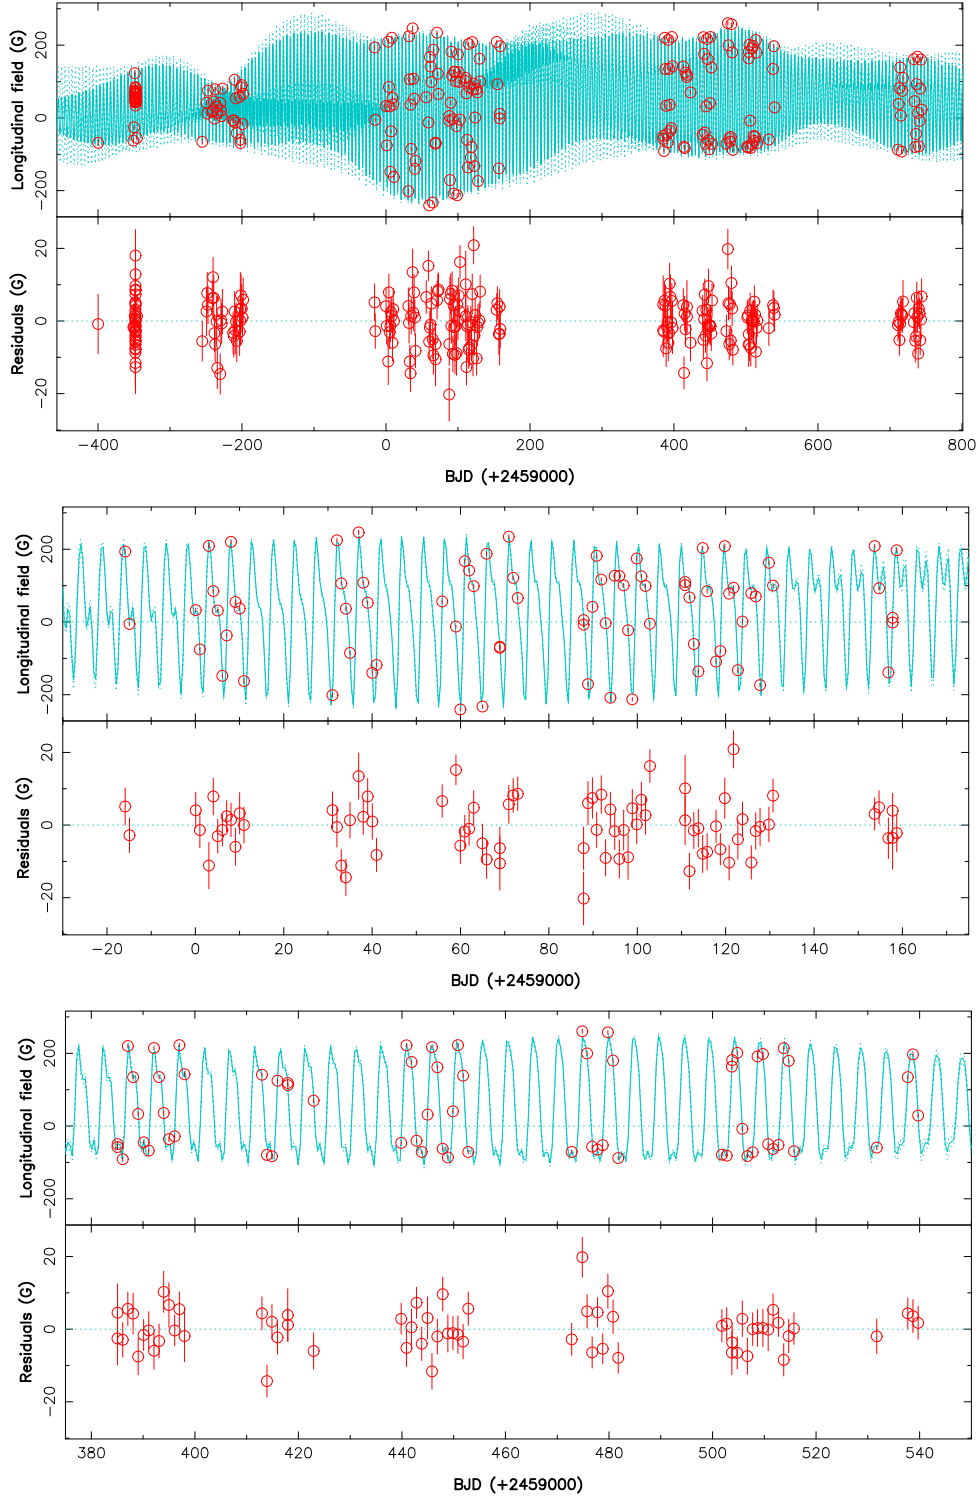 Longitudinal field (G)
200
0
−200
Residuals (G)
20
0
−20
−400 −200 0 200 400 600 800
BJD (+2459000)
Longitudinal field (G)
200
0
−200
Residuals (G)
20
0
−20
−20 0 20 40 60 80 100 120 140 160
BJD (+2459000)
Longitudinal field (G)
200
0
−200
Residuals (G)
20
0
−20
380 400 420 440 460 480 500 520 540
BJD (+2459000)